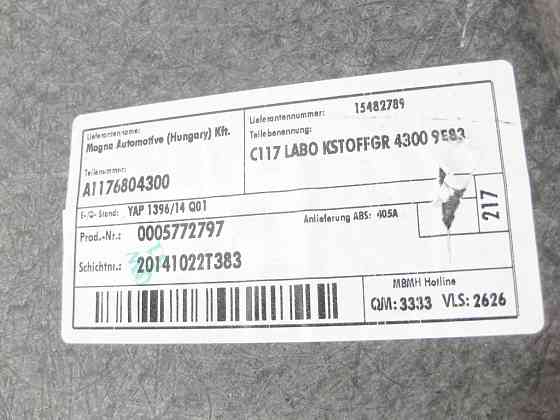 Lieferantenname:
Magna Automotive (Hungary) Kft.
Lieferantennummer: 15482789
Teilebenennung:
C117 LABO KSTOFFGR 4300 9E83
Teilenummer:
A1176804300
E-/Q- Stand: YAP 1396/14 Q01
Anlieferung ABS: 405A
217
Prod.-Nr.: 0005772797
Schichtnr.: 20141022T383
MBMH Hotline
QM: 3333 VLS: 2626